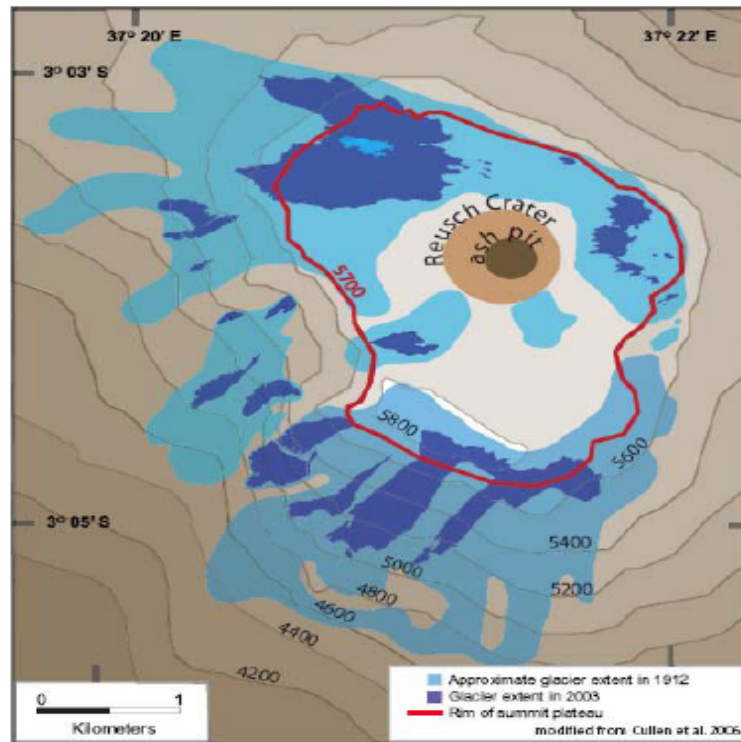 37° 20' E
37° 22' E
3° 03' S
Reusch Crater
ash pit
5700
5800
5600
3° 05' S
5400
5000
5200
4800
4600
4400
4200
0 1
Kilometers
Approximate glacier extent in 1912
Glacier extent in 2003
Rim of summit plateau
modified from Cullen et al. 2006